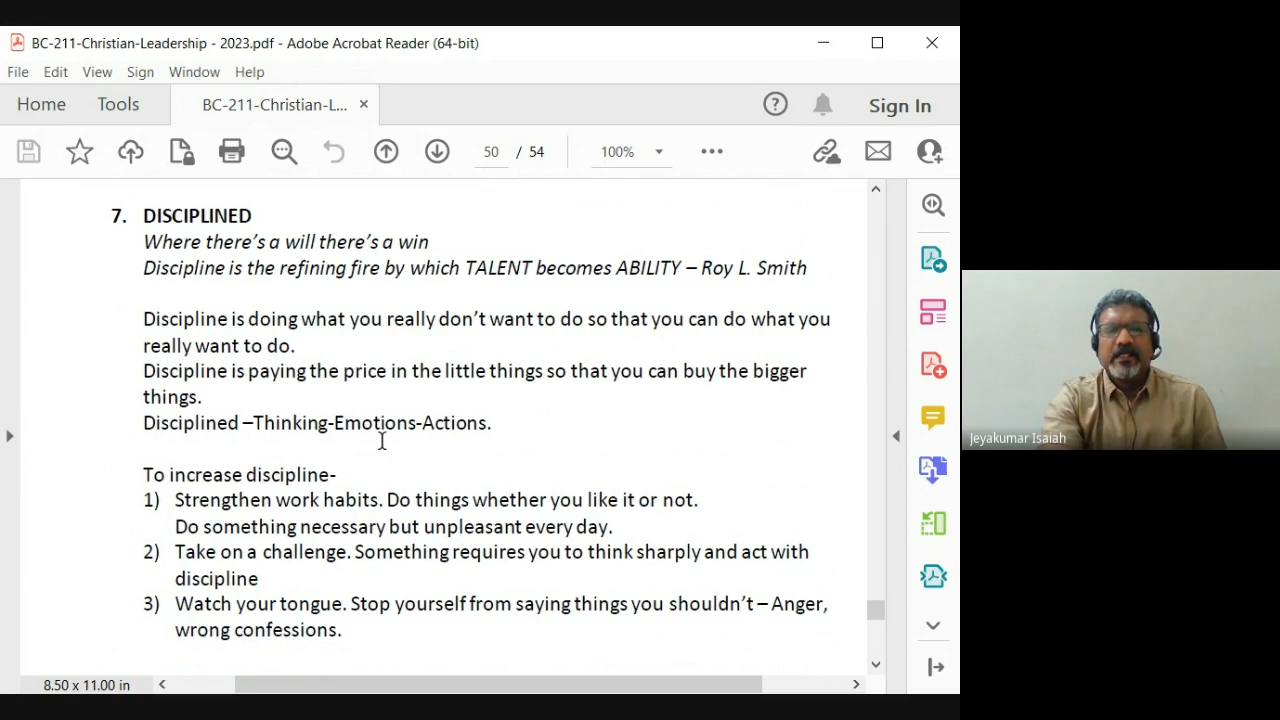 BC-211-Christian-Leadership - 2023.pdf - Adobe Acrobat Reader (64-bit)
File Edit View Sign Window Help
Home Tools BC-211-Christian-L... × Sign In
50 / 54 100%
7. DISCIPLINED
Where there's a will there's a win
Discipline is the refining fire by which TALENT becomes ABILITY – Roy L. Smith
Discipline is doing what you really don't want to do so that you can do what you
really want to do.
Discipline is paying the price in the little things so that you can buy the bigger
things.
Disciplined –Thinking-Emotions-Actions.
To increase discipline-
1) Strengthen work habits. Do things whether you like it or not.
Do something necessary but unpleasant every day.
2) Take on a challenge. Something requires you to think sharply and act with
discipline
3) Watch your tongue. Stop yourself from saying things you shouldn't – Anger,
wrong confessions.
8.50 x 11.00 in
Jeyakumar Isaiah